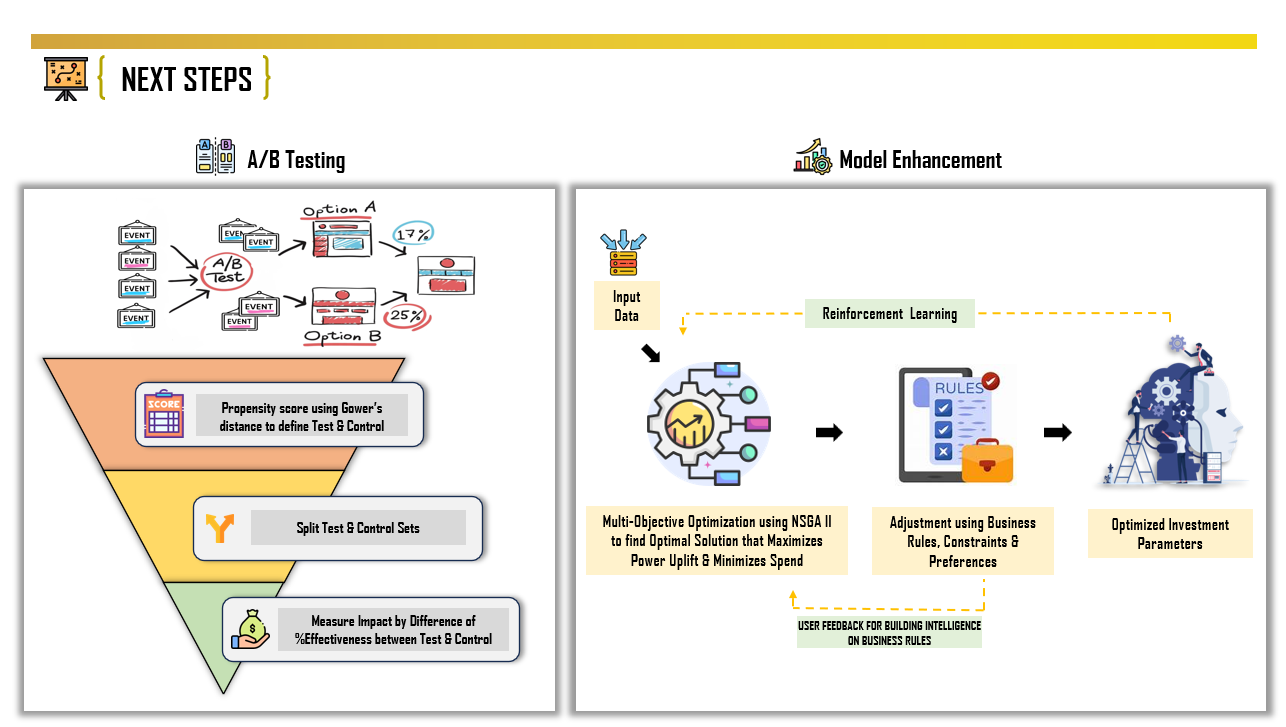 NEXT STEPS
A/B Testing
A
B
Option A
EVENT
EVENT
EVENT
EVENT
EVENT
EVENT
A/B
Test
17%
EVENT
EVENT
25%
Option B
SCORE
Propensity score using Gower's
distance to define Test & Control
Split Test & Control Sets
$
Measure Impact by Difference of
%Effectiveness between Test & Control
Model Enhancement
Input
Data
Reinforcement Learning
RULES
Multi-Objective Optimization using NSGA II
to find Optimal Solution that Maximizes
Power Uplift & Minimizes Spend
Adjustment using Business
Rules, Constraints &
Preferences
Optimized Investment
Parameters
USER FEEDBACK FOR BUILDING INTELLIGENCE
ON BUSINESS RULES